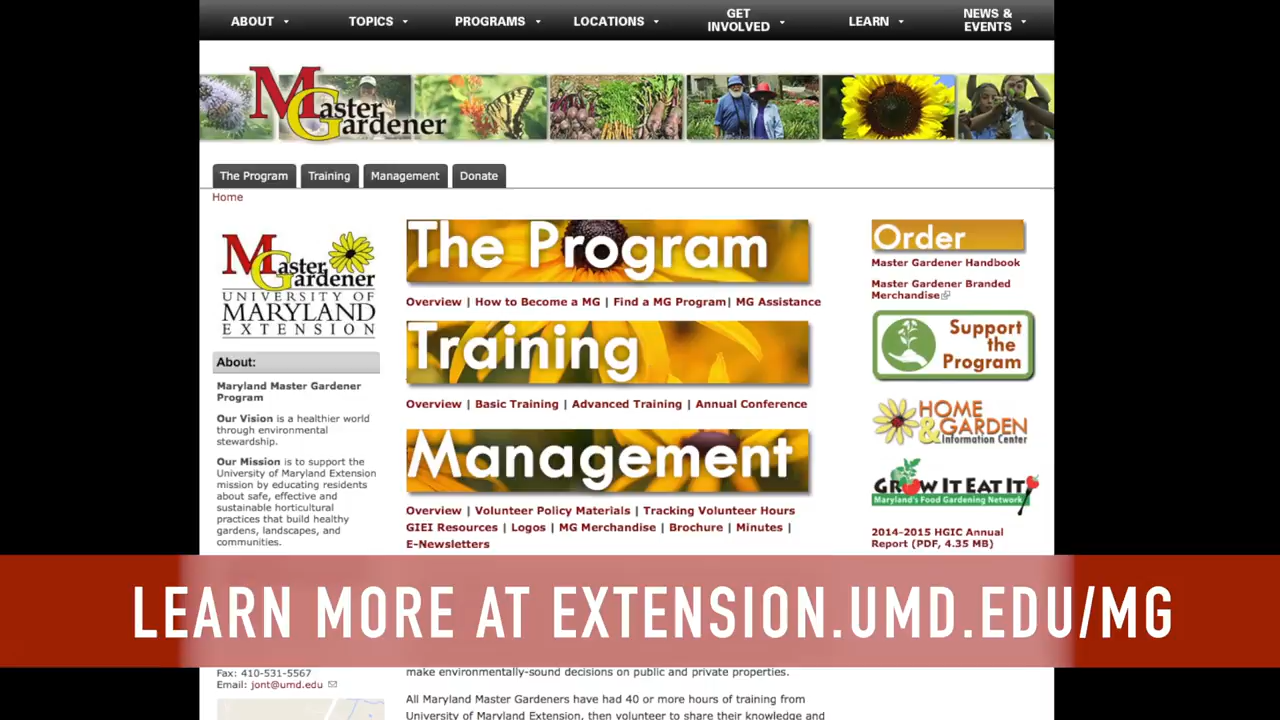 ABOUT
TOPICS
PROGRAMS
LOCATIONS
GET
INVOLVED
LEARN
NEWS &
EVENTS
Master
Gardener
The Program
Training
Management
Donate
Home
Master
Gardener
UNIVERSITY OF
MARYLAND
EXTENSION
About:
Maryland Master Gardener
Program
Our Vision is a healthier world
through environmental
stewardship.
Our Mission is to support the
University of Maryland Extension
mission by educating residents
about safe, effective and
sustainable horticultural
practices that build healthy
gardens, landscapes, and
communities.
The Program
Overview | How to Become a MG | Find a MG Program| MG Assistance
Training
Overview | Basic Training | Advanced Training | Annual Conference
Management
Overview | Volunteer Policy Materials | Tracking Volunteer Hours
GIEI Resources | Logos | MG Merchandise | Brochure | Minutes |
E-Newsletters
Order
Master Gardener Handbook
Master Gardener Branded
Merchandise
Support
the
Program
HOME
& GARDEN
Information Center
GROW IT EAT IT
Maryland's Food Gardening Network
2014-2015 HGIC Annual
Report (PDF, 4.35 MB)
LEARN MORE AT EXTENSION.UMD.EDU/MG
Fax: 410-531-5567
Email: jont@umd.edu
make environmentally-sound decisions on public and private properties.
All Maryland Master Gardeners have had 40 or more hours of training from
University of Maryland Extension, then volunteer to share their knowledge and